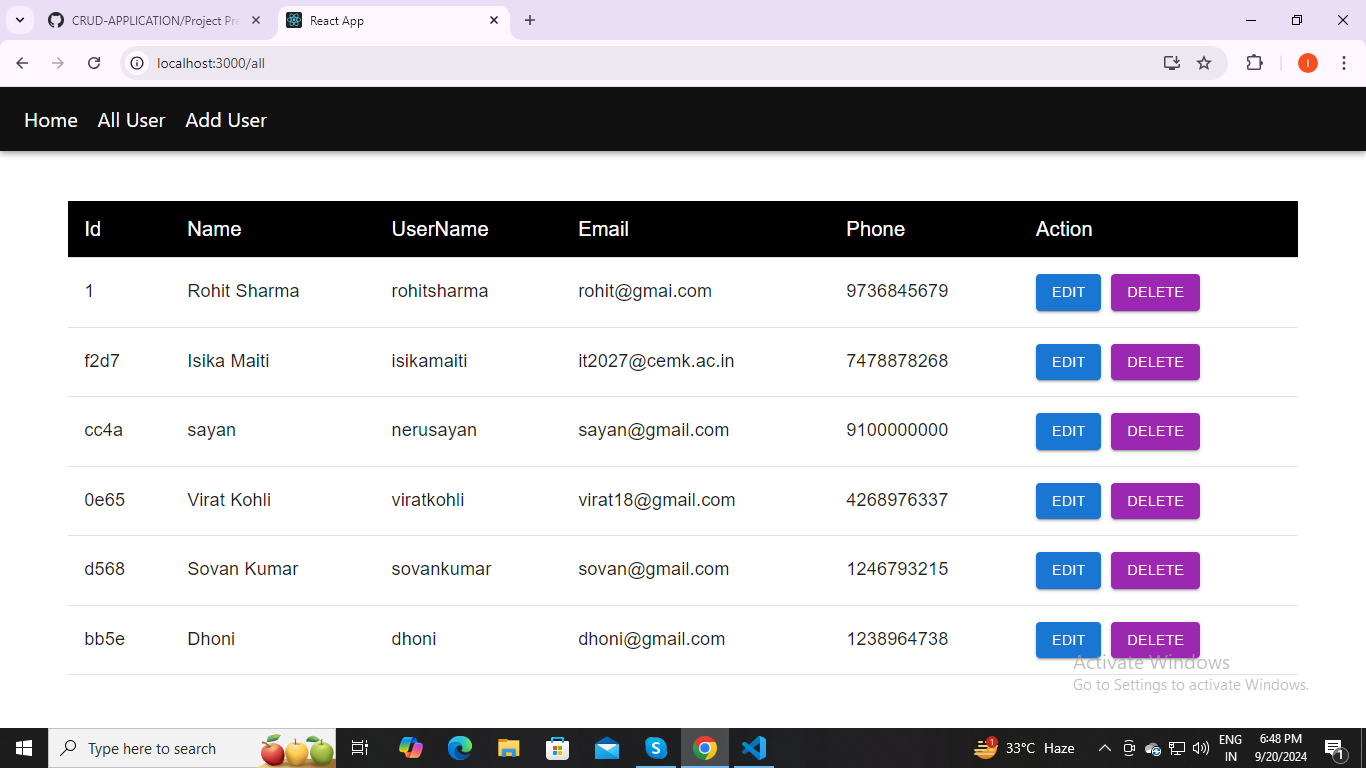 CRUD-APPLICATION/Project Pre
React App
localhost:3000/all
I
Home All User Add User
Id Name UserName Email Phone Action
1 Rohit Sharma rohitsharma rohit@gmai.com 9736845679 EDIT DELETE
f2d7 Isika Maiti isikamaiti it2027@cemk.ac.in 7478878268 EDIT DELETE
cc4a sayan nerusayan sayan@gmail.com 9100000000 EDIT DELETE
0e65 Virat Kohli viratkohli virat18@gmail.com 4268976337 EDIT DELETE
d568 Sovan Kumar sovankumar sovan@gmail.com 1246793215 EDIT DELETE
bb5e Dhoni dhoni dhoni@gmail.com 1238964738 EDIT DELETE
Activate Windows
Go to Settings to activate Windows.
Type here to search
1
33°C Haze
ENG
IN
6:48 PM
9/20/2024
1